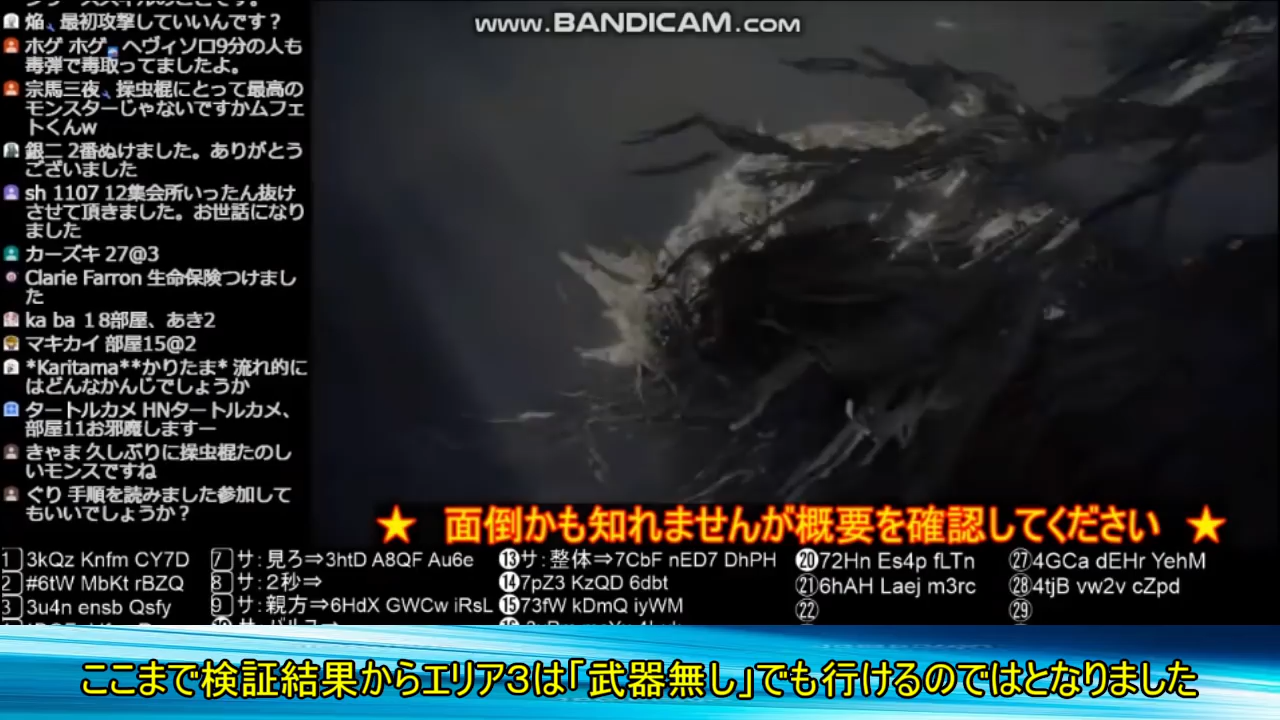 www.BANDICAM.com
焔 最初攻撃していいんです？
ホゲ ホゲ ヘヴィソロ9分の人も
毒弾で毒取ってましたよ。
宗馬三夜 操虫棍にとって最高の
モンスターじゃないですかムフェ
トくんw
銀二 2番ぬけました。ありがとう
ございました
sh 1107 12集会所いったん抜け
させて頂きました。お世話になり
ました
カーズキ 27@3
Clarie Farron 生命保険つけまし
た
ka ba １8部屋、あき2
マキカイ 部屋15@2
*Karitama**かりたま* 流れ的に
はどんなかんじでしょうか
タートルカメ HNタートルカメ、
部屋11お邪魔しますー
きゃま 久しぶりに操虫棍たのし
いモンスですね
ぐり 手順を読みました参加して
もいいでしょうか？
★ 面倒かも知れませんが概要を確認してください ★
1 3kQz Knfm CY7D
2 #6tW MbKt rBZQ
3 3u4n ensb Qsfy
7 サ：見ろ⇒3htD A8QF Au6e
8 サ：２秒⇒
9 サ：親方⇒6HdX GWCw iRsL
⑬サ：整体⇒7CbF nED7 DhPH
⑭7pZ3 KzQD 6dbt
⑮73fW kDmQ iyWM
⑳72Hn Es4p fLTn
㉑6hAH Laej m3rc
㉒
㉗4GCa dEHr YehM
㉘4tjB vw2v cZpd
㉙
ここまで検証結果からエリア３は「武器無し」でも行けるのではとなりました